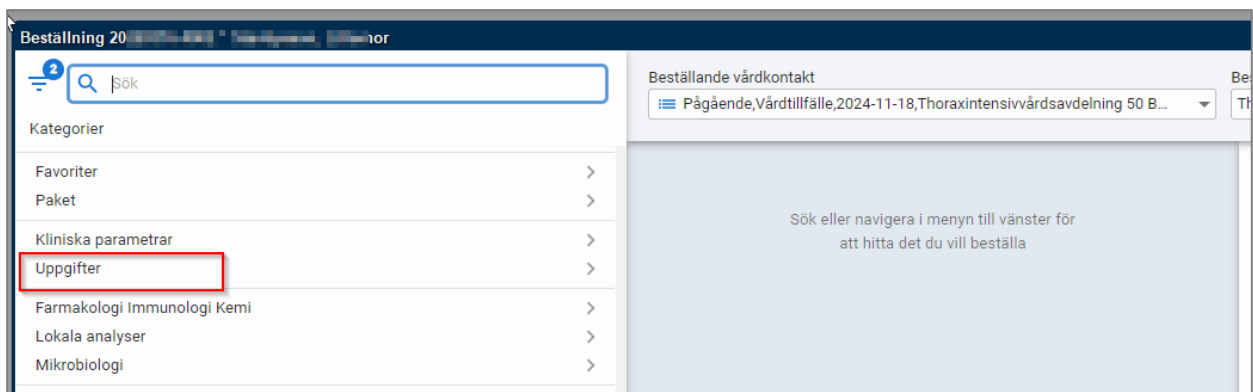 Beställning 20
2
Sök
Kategorier
Favoriter
Paket
Kliniska parametrar
Uppgifter
Farmakologi Immunologi Kemi
Lokala analyser
Mikrobiologi
Beställande vårdkontakt
Pågående,Vårdtillfälle,2024-11-18,Thoraxintensivvårdsavdelning 50 B...
Sök eller navigera i menyn till vänster för
att hitta det du vill beställa